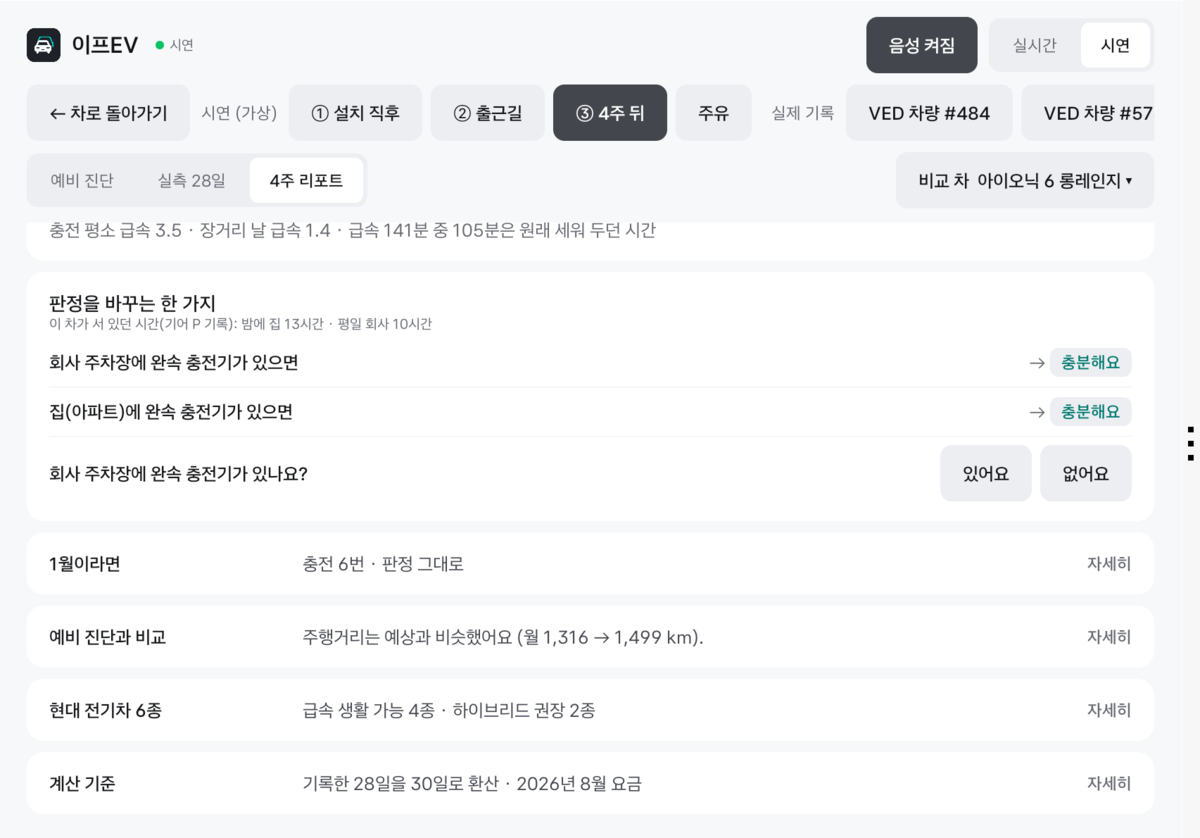 이프EV
시연
음성 켜짐
실시간
시연
← 차로 돌아가기
시연 (가상)
① 설치 직후
② 출근길
③ 4주 뒤
주유
실제 기록
VED 차량 #484
VED 차량 #57
예비 진단
실측 28일
4주 리포트
비교 차 아이오닉 6 롱레인지 ▾
충전 평소 급속 3.5 · 장거리 날 급속 1.4 · 급속 141분 중 105분은 원래 세워 두던 시간
판정을 바꾸는 한 가지
이 차가 서 있던 시간(기어 P 기록): 밤에 집 13시간 · 평일 회사 10시간
회사 주차장에 완속 충전기가 있으면
→ 충분해요
집(아파트)에 완속 충전기가 있으면
→ 충분해요
회사 주차장에 완속 충전기가 있나요?
있어요
없어요
1월이라면
충전 6번 · 판정 그대로
자세히
예비 진단과 비교
주행거리는 예상과 비슷했어요 (월 1,316 → 1,499 km).
자세히
현대 전기차 6종
급속 생활 가능 4종 · 하이브리드 권장 2종
자세히
계산 기준
기록한 28일을 30일로 환산 · 2026년 8월 요금
자세히